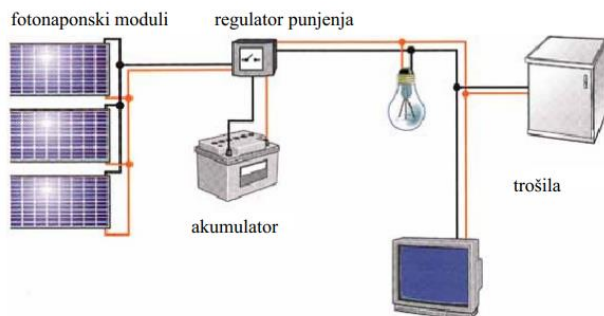 fotonaponski moduli
regulator punjenja
akumulator
trošila